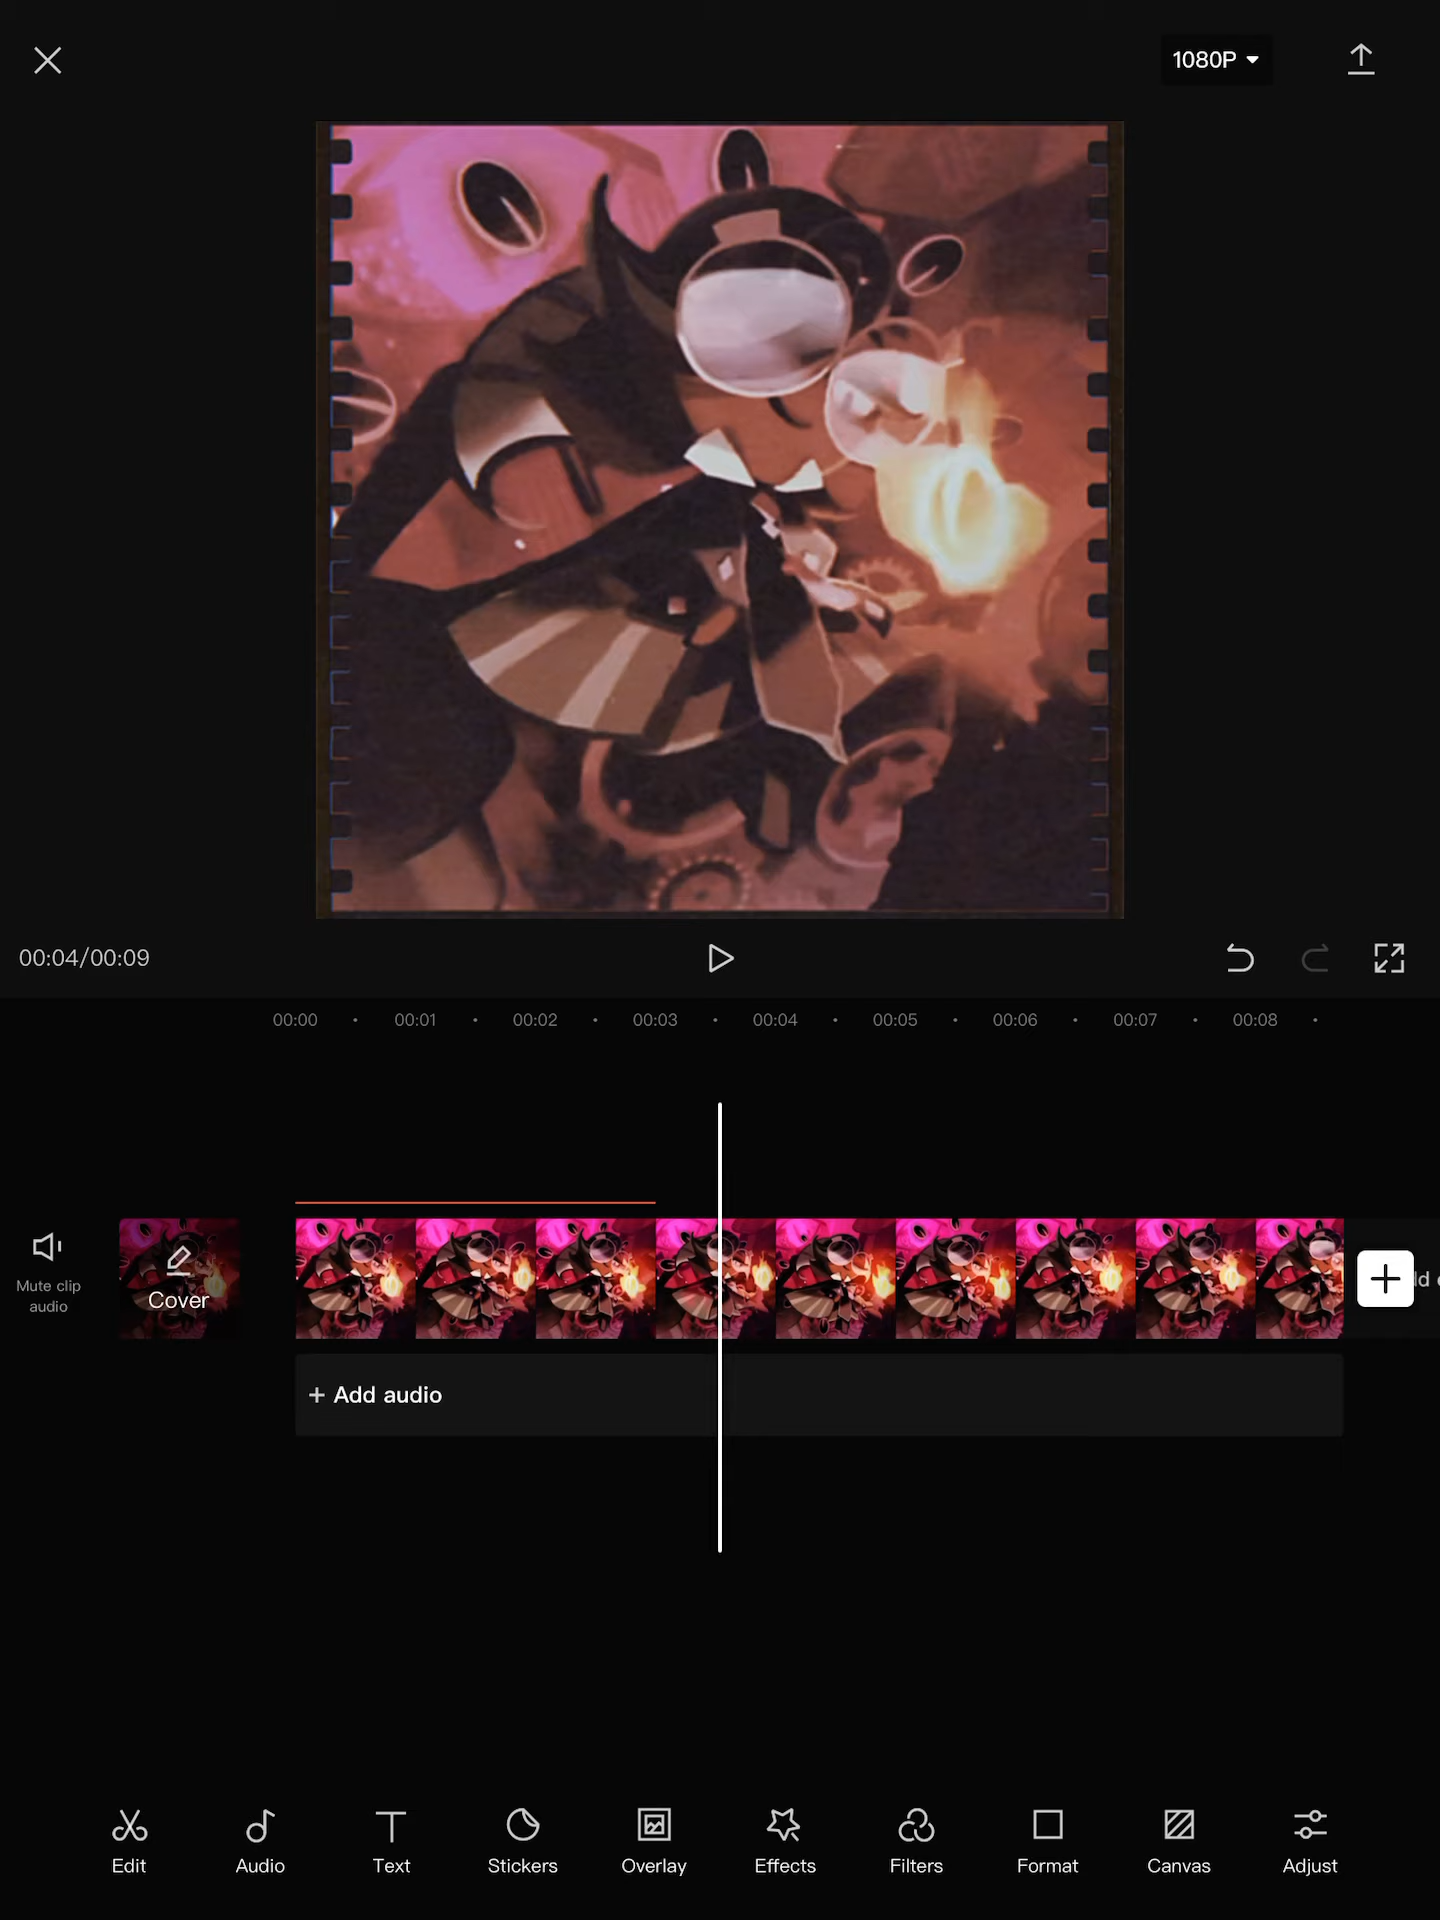 1080P
00:04/00:09
00:00 00:01 00:02 00:03 00:04 00:05 00:06 00:07 00:08
Mute clip
audio
Cover
+ Add audio
Edit Audio Text Stickers Overlay Effects Filters Format Canvas Adjust